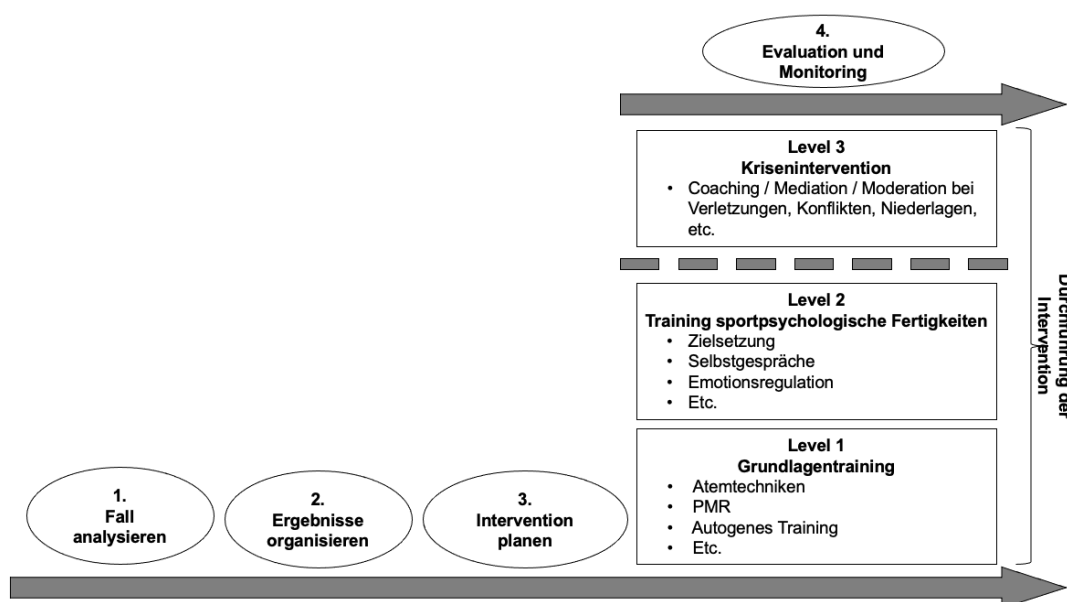 4.
Evaluation und
Monitoring
Level 3
Krisenintervention
• Coaching / Mediation / Moderation bei
Verletzungen, Konflikten, Niederlagen,
etc.
Level 2
Training sportpsychologische Fertigkeiten
• Zielsetzung
• Selbstgespräche
• Emotionsregulation
• Etc.
Level 1
Grundlagentraining
• Atemtechniken
• PMR
• Autogenes Training
• Etc.
Durchführung der
Intervention
1.
Fall
analysieren
2.
Ergebnisse
organisieren
3.
Intervention
planen